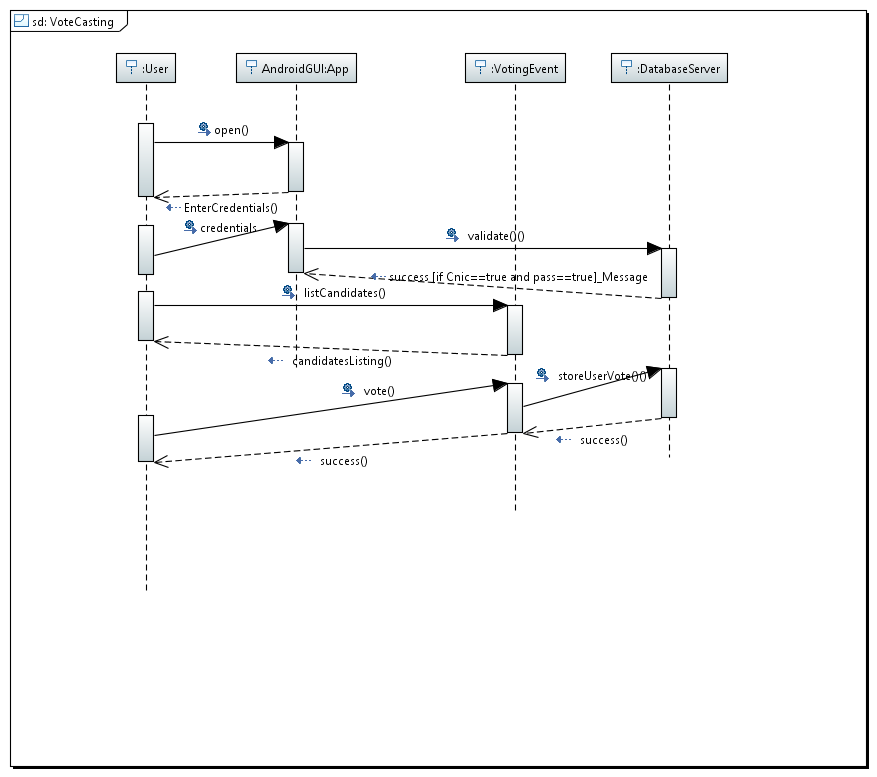 sd: VoteCasting
:User
AndroidGUI:App
:VotingEvent
:DatabaseServer
open()
EnterCredentials()
credentials
validate()()
success [if Cnic==true and pass==true]_Message
listCandidates()
candidatesListing()
storeUserVote()()
vote()
success()
success()